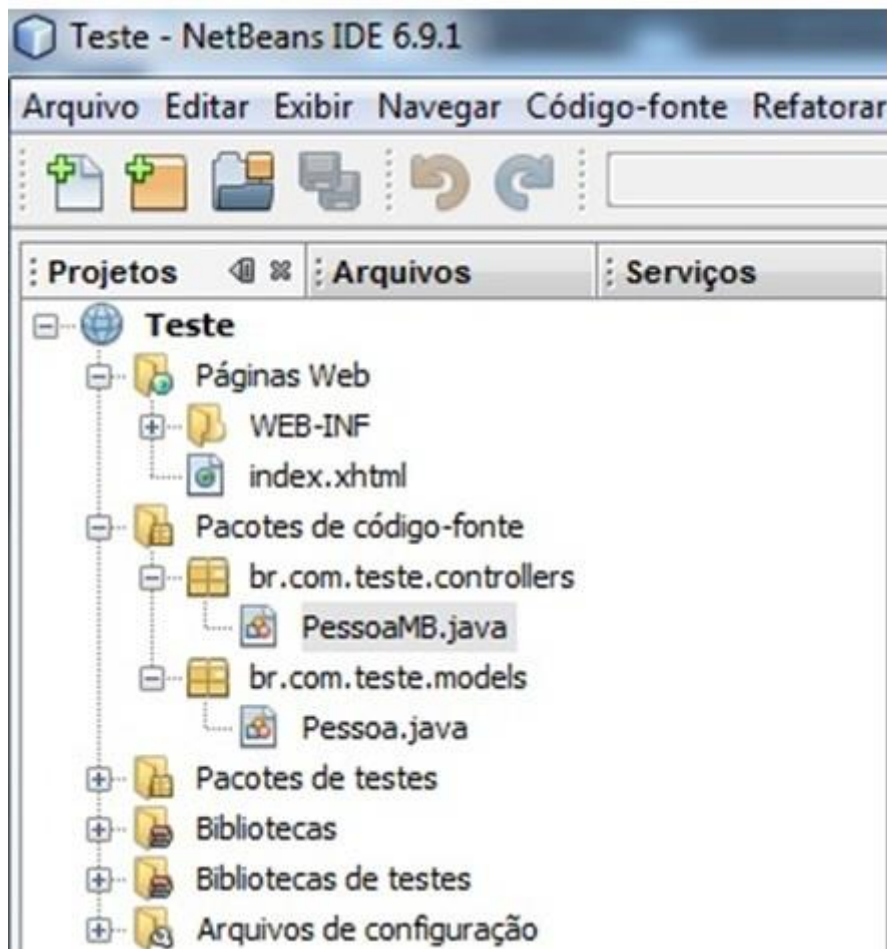 Teste - NetBeans IDE 6.9.1
Arquivo Editar Exibir Navegar Código-fonte Refatorar
Projetos Arquivos Serviços
Teste
Páginas Web
WEB-INF
index.xhtml
Pacotes de código-fonte
br.com.teste.controllers
PessoaMB.java
br.com.teste.models
Pessoa.java
Pacotes de testes
Bibliotecas
Bibliotecas de testes
Arquivos de configuração